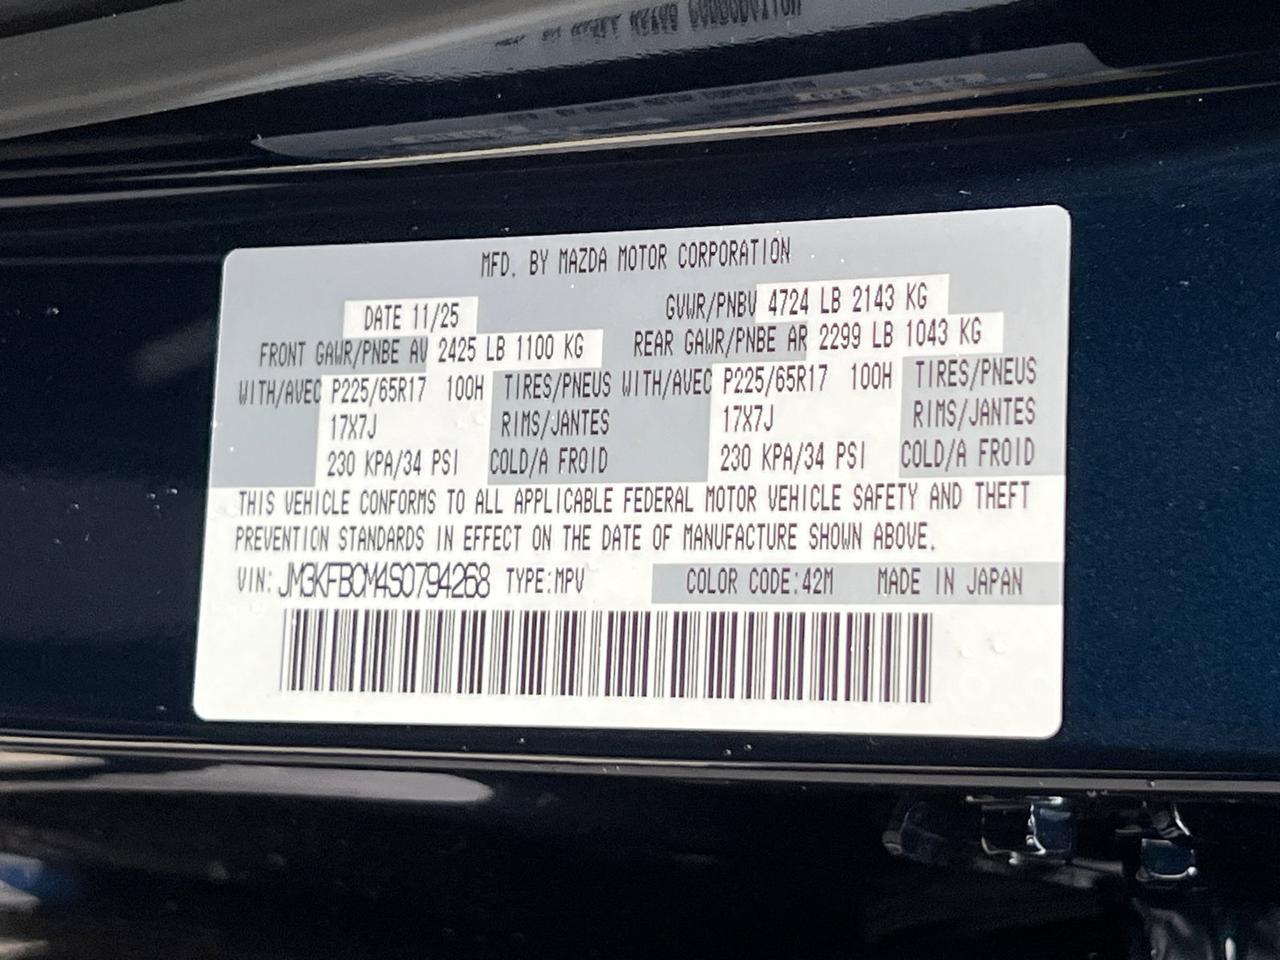 MFD. BY MAZDA MOTOR CORPORATION
DATE 11/25 GVWR/PNBV 4724 LB 2143 KG
FRONT GAWR/PNBE AV 2425 LB 1100 KG REAR GAWR/PNBE AR 2299 LB 1043 KG
WITH/AVEC P225/65R17 100H TIRES/PNEUS WITH/AVEC P225/65R17 100H TIRES/PNEUS
17X7J RIMS/JANTES 17X7J RIMS/JANTES
230 KPA/34 PSI COLD/A FROID 230 KPA/34 PSI COLD/A FROID
THIS VEHICLE CONFORMS TO ALL APPLICABLE FEDERAL MOTOR VEHICLE SAFETY AND THEFT
PREVENTION STANDARDS IN EFFECT ON THE DATE OF MANUFACTURE SHOWN ABOVE.
VIN: JM3KFBCM4S0794268 TYPE:MPV COLOR CODE:42M MADE IN JAPAN